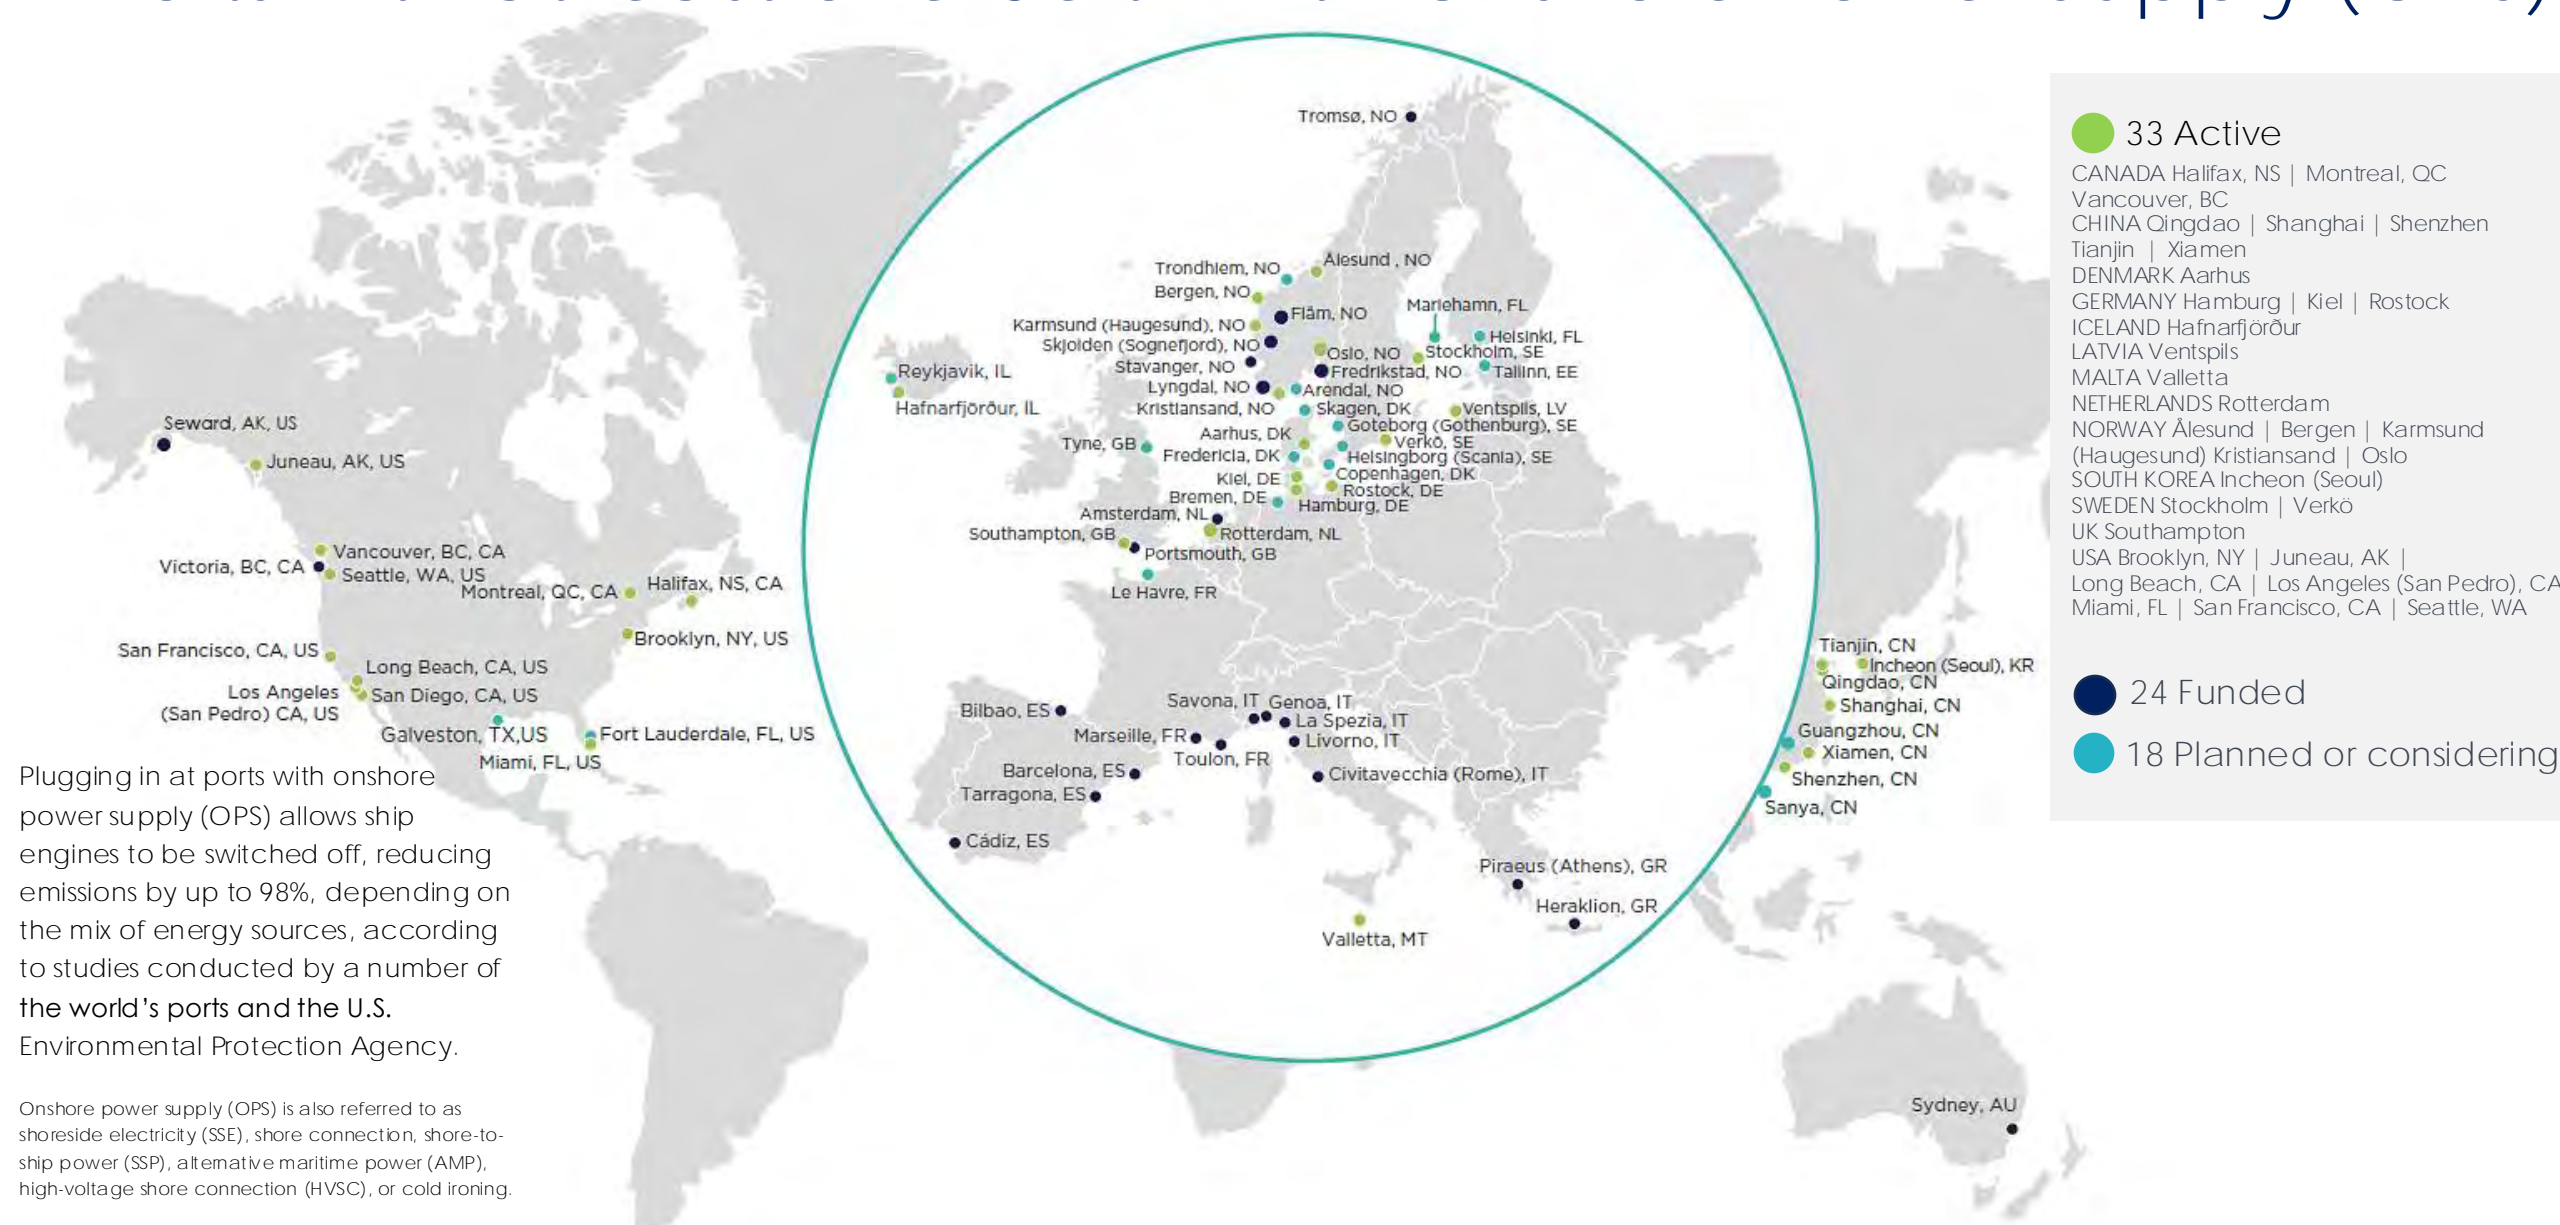 Tromsø, NO
Trondhiem, NO
Ålesund , NO
Bergen, NO
Flåm, NO
Mariehamn, FL
Karmsund (Haugesund), NO
Skjolden (Sognefjord), NO
Helsinki, FL
Oslo, NO
Stockholm, SE
Stavanger, NO
Fredrikstad, NO
Tallinn, EE
Reykjavik, IL
Lyngdal, NO
Arendal, NO
Hafnarfjörður, IL
Kristiansand, NO
Skagen, DK
Ventspils, LV
Goteborg (Gothenburg), SE
Aarhus, DK
Verkö, SE
Tyne, GB
Fredericia, DK
Helsingborg (Scania), SE
Copenhagen, DK
Kiel, DE
Rostock, DE
Bremen, DE
Hamburg, DE
Amsterdam, NL
Southampton, GB
Rotterdam, NL
Portsmouth, GB
Le Havre, FR
Savona, IT
Genoa, IT
Bilbao, ES
La Spezia, IT
Marseille, FR
Livorno, IT
Toulon, FR
Barcelona, ES
Civitavecchia (Rome), IT
Tarragona, ES
Cádiz, ES
Piraeus (Athens), GR
Heraklion, GR
Valletta, MT
Seward, AK, US
Juneau, AK, US
Vancouver, BC, CA
Victoria, BC, CA
Seattle, WA, US
Montreal, QC, CA
Halifax, NS, CA
Brooklyn, NY, US
San Francisco, CA, US
Long Beach, CA, US
Los Angeles
(San Pedro) CA, US
San Diego, CA, US
Galveston, TX,US
Fort Lauderdale, FL, US
Miami, FL, US
Tianjin, CN
Incheon (Seoul), KR
Qingdao, CN
Shanghai, CN
Guangzhou, CN
Xiamen, CN
Shenzhen, CN
Sanya, CN
Sydney, AU
Plugging in at ports with onshore
power supply (OPS) allows ship
engines to be switched off, reducing
emissions by up to 98%, depending on
the mix of energy sources, according
to studies conducted by a number of
the world's ports and the U.S.
Environmental Protection Agency.
Onshore power supply (OPS) is also referred to as
shoreside electricity (SSE), shore connection, shore-to-
ship power (SSP), alternative maritime power (AMP),
high-voltage shore connection (HVSC), or cold ironing.
33 Active
CANADA Halifax, NS | Montreal, QC
Vancouver, BC
CHINA Qingdao | Shanghai | Shenzhen
Tianjin | Xiamen
DENMARK Aarhus
GERMANY Hamburg | Kiel | Rostock
ICELAND Hafnarfjörður
LATVIA Ventspils
MALTA Valletta
NETHERLANDS Rotterdam
NORWAY Ålesund | Bergen | Karmsund
(Haugesund) Kristiansand | Oslo
SOUTH KOREA Incheon (Seoul)
SWEDEN Stockholm | Verkö
UK Southampton
USA Brooklyn, NY | Juneau, AK |
Long Beach, CA | Los Angeles (San Pedro), CA
Miami, FL | San Francisco, CA | Seattle, WA
24 Funded
18 Planned or considering